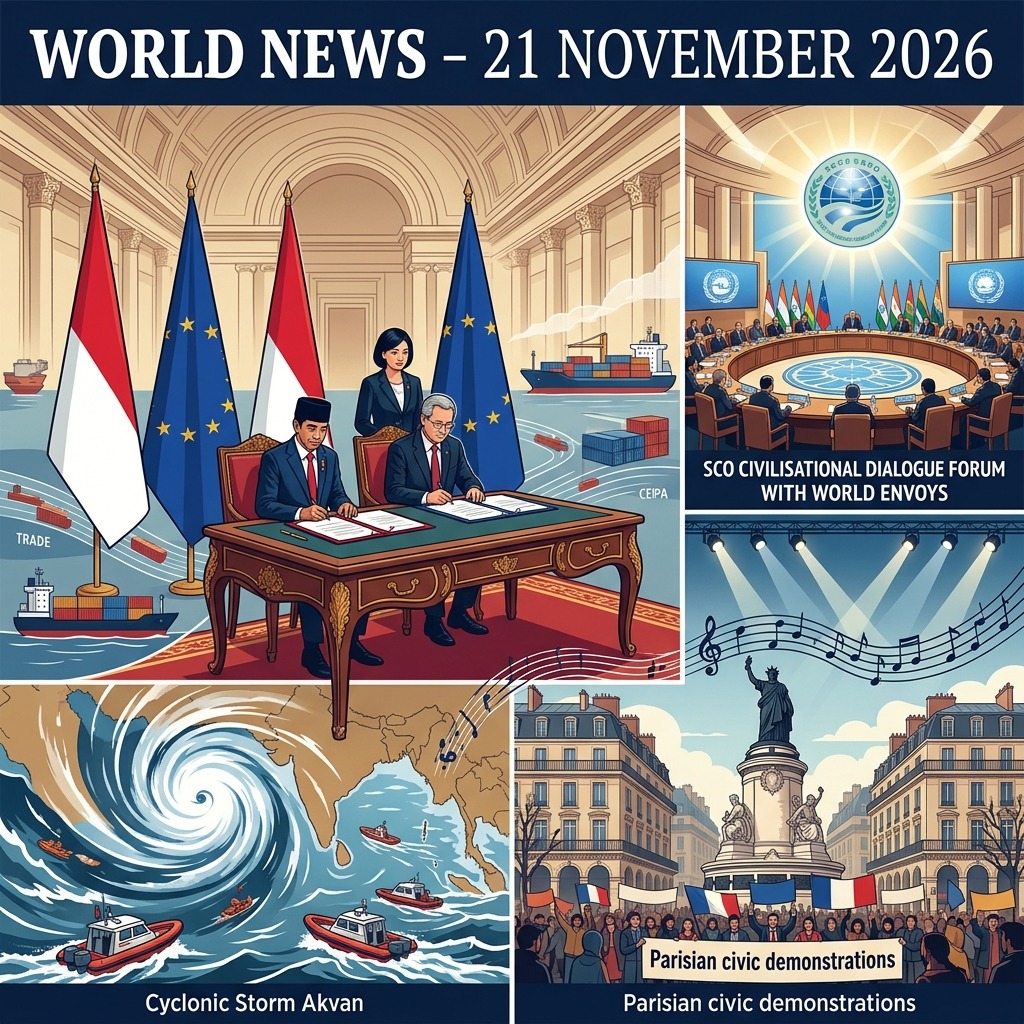 WORLD NEWS – 21 NOVEMBER 2026
TRADE
CEIPA
SCO CIVILISATIONAL DIALOGUE FORUM
WITH WORLD ENVOYS
Cyclonic Storm Akvan
Parisian civic demonstrations
Parisian civic demonstrations